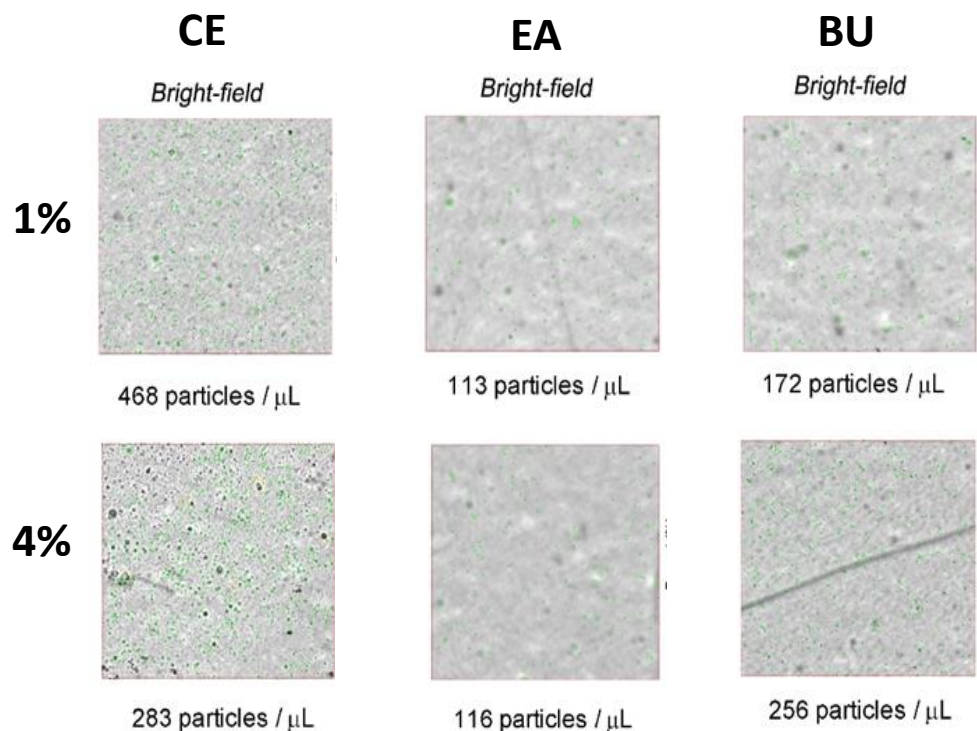 CE EA BU
Bright-field Bright-field Bright-field
1%
468 particles / μL 113 particles / μL 172 particles / μL
4%
283 particles / μL 116 particles / μL 256 particles / μL